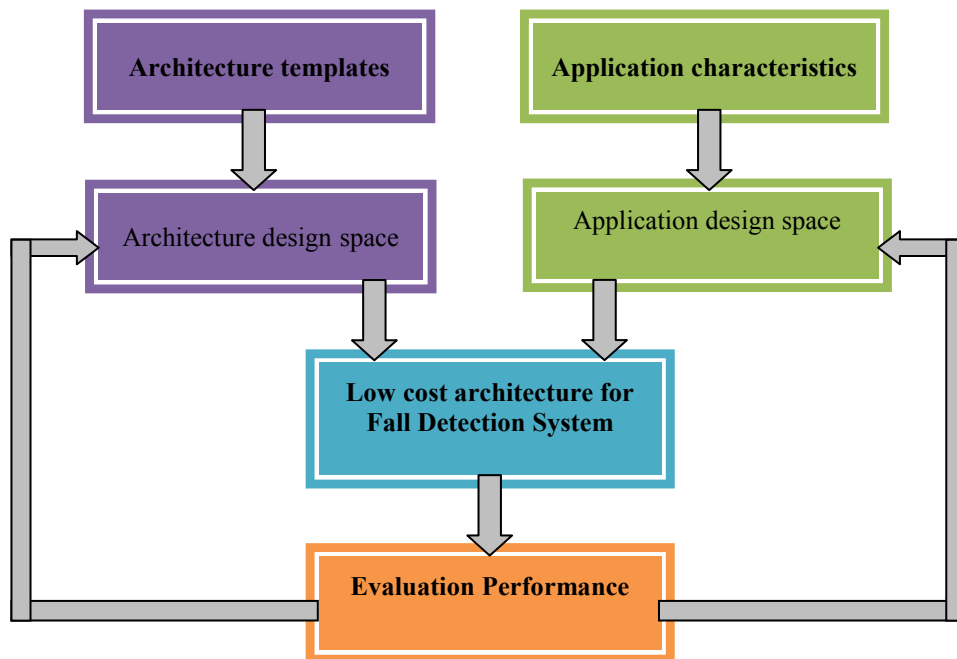 Architecture templates
Application characteristics
Architecture design space
Application design space
Low cost architecture for
Fall Detection System
Evaluation Performance